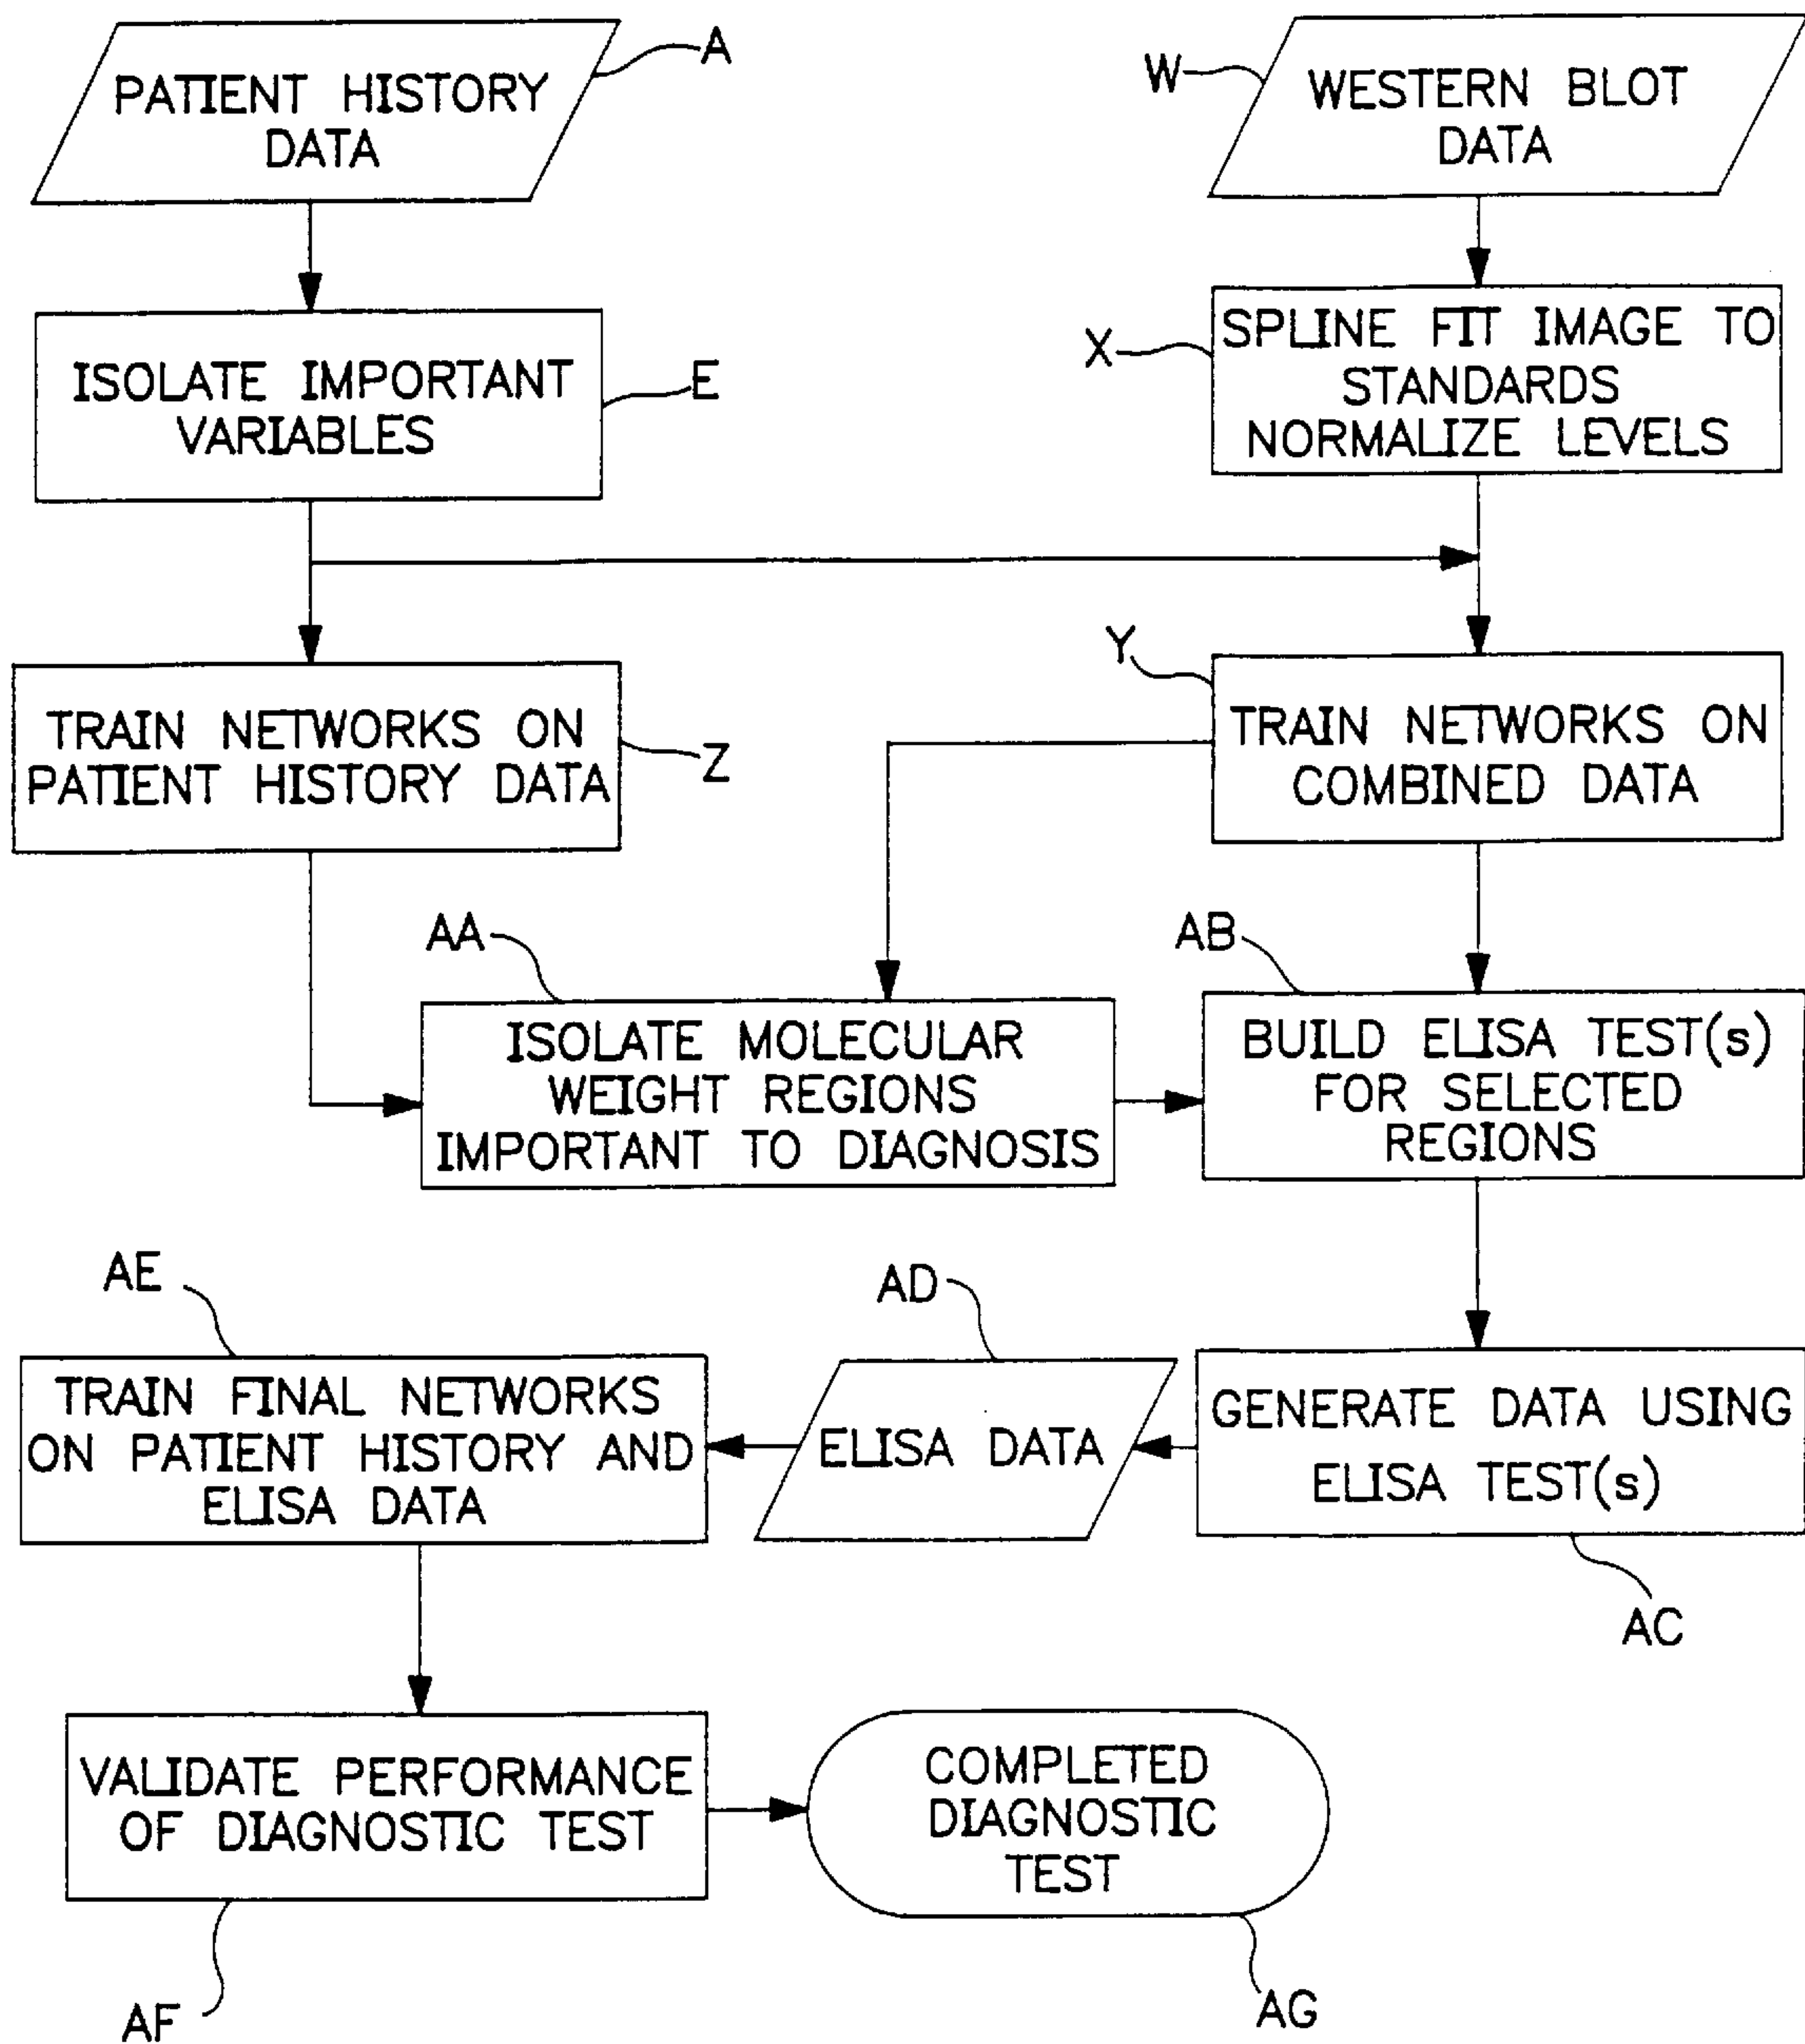 PATIENT HISTORY
DATA
A
W
WESTERN BLOT
DATA
ISOLATE IMPORTANT
VARIABLES
E
X
SPLINE FIT IMAGE TO
STANDARDS
NORMALIZE LEVELS
TRAIN NETWORKS ON
PATIENT HISTORY DATA
Z
Y
TRAIN NETWORKS ON
COMBINED DATA
AA
ISOLATE MOLECULAR
WEIGHT REGIONS
IMPORTANT TO DIAGNOSIS
AB
BUILD ELISA TEST(s)
FOR SELECTED
REGIONS
AE
TRAIN FINAL NETWORKS
ON PATIENT HISTORY AND
ELISA DATA
AD
ELISA DATA
GENERATE DATA USING
ELISA TEST(s)
AC
VALIDATE PERFORMANCE
OF DIAGNOSTIC TEST
AF
COMPLETED
DIAGNOSTIC
TEST
AG